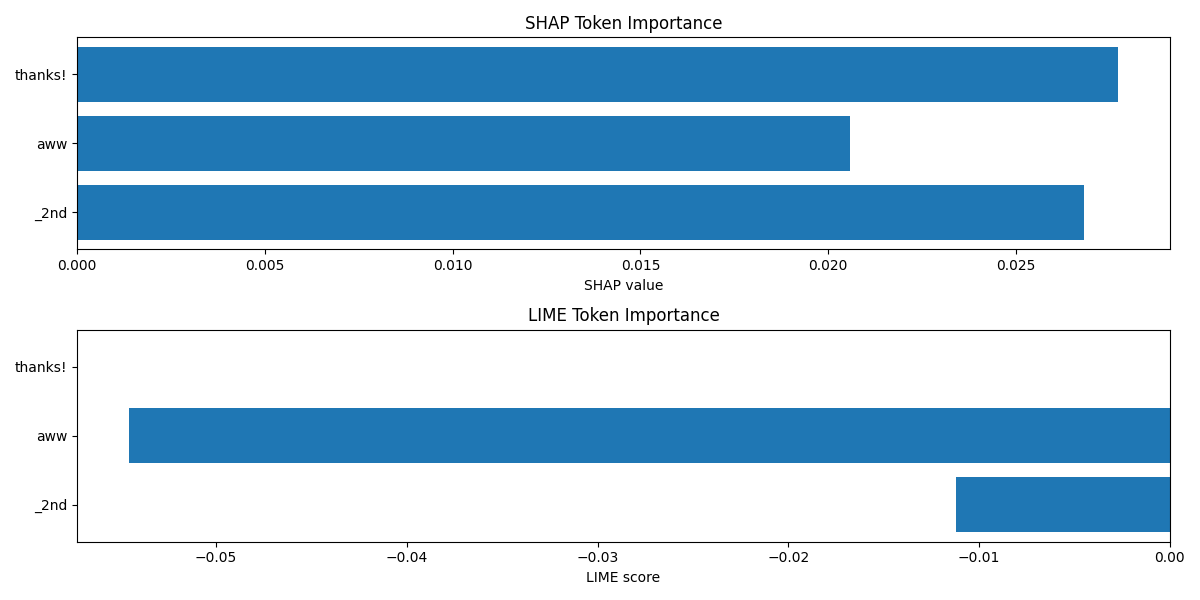 SHAP Token Importance
thanks!
aww
_2nd
0.000 0.005 0.010 0.015 0.020 0.025
SHAP value
LIME Token Importance
thanks!
aww
_2nd
−0.05 −0.04 −0.03 −0.02 −0.01 0.00
LIME score